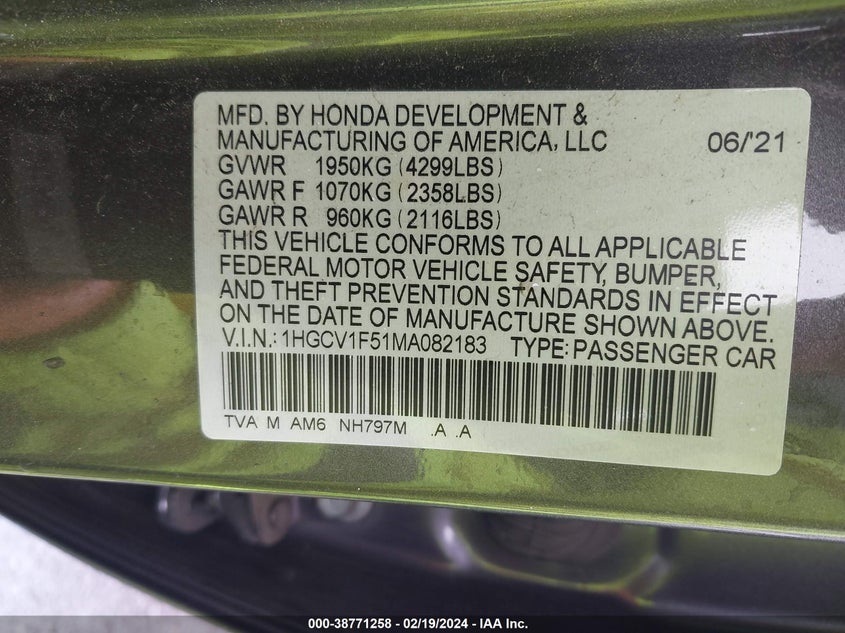 MFD. BY HONDA DEVELOPMENT &
MANUFACTURING OF AMERICA, LLC 06/'21
GVWR 1950KG (4299LBS)
GAWR F 1070KG (2358LBS)
GAWR R 960KG (2116LBS)
THIS VEHICLE CONFORMS TO ALL APPLICABLE
FEDERAL MOTOR VEHICLE SAFETY, BUMPER,
AND THEFT PREVENTION STANDARDS IN EFFECT
ON THE DATE OF MANUFACTURE SHOWN ABOVE.
V.I.N.: 1HGCV1F51MA082183 TYPE: PASSENGER CAR
TVA M AM6 NH797M .A .A
000-38771258 - 02/19/2024 - IAA Inc.